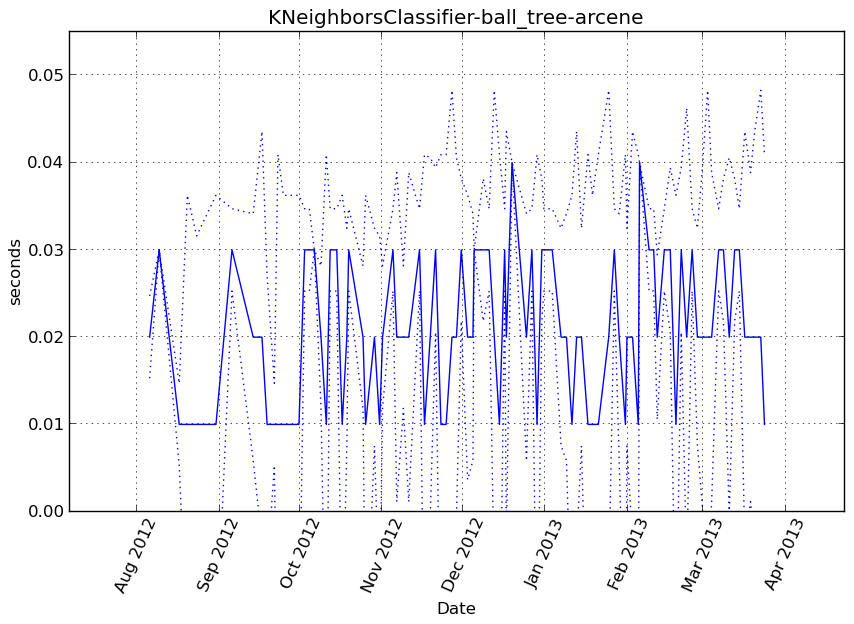 KNeighborsClassifier-ball_tree-arcene
0.05
0.04
0.03
0.02
0.01
0.00
seconds
Aug 2012
Sep 2012
Oct 2012
Nov 2012
Dec 2012
Jan 2013
Feb 2013
Mar 2013
Apr 2013
Date